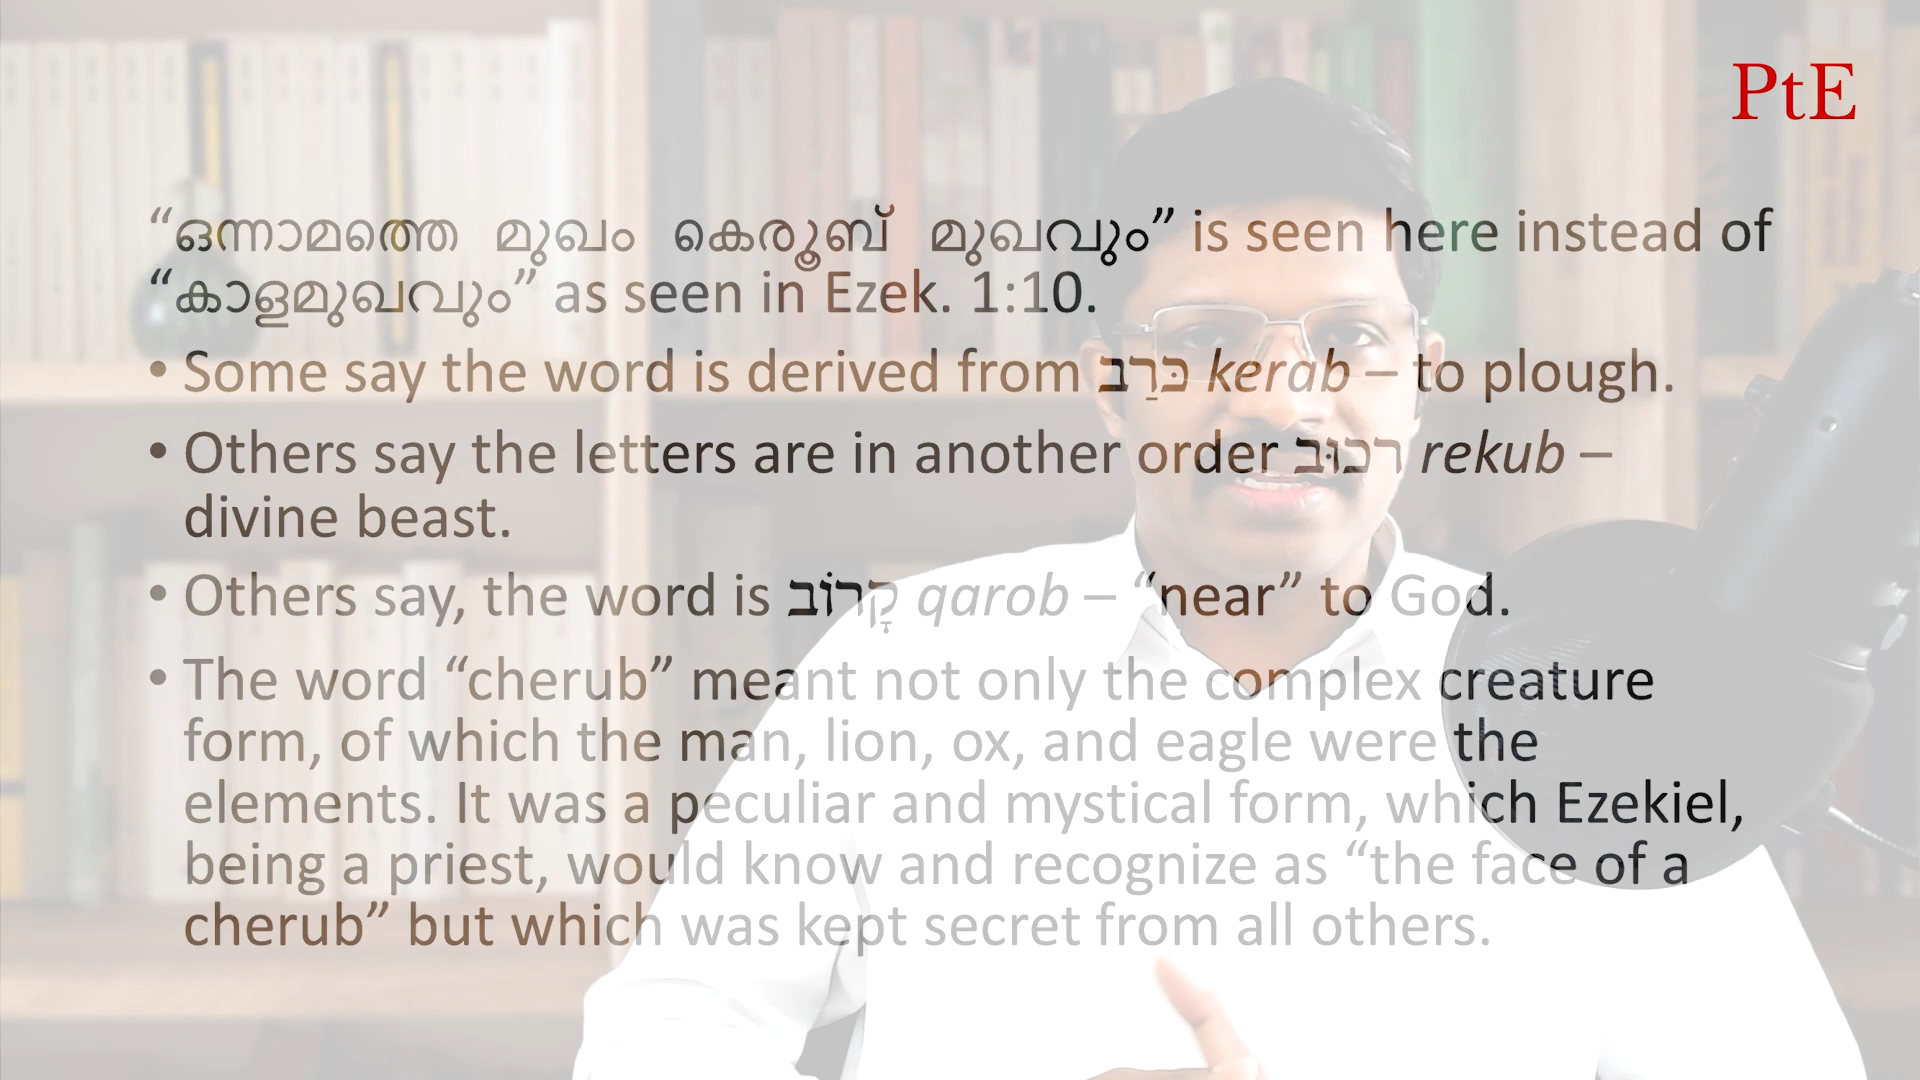 PtE
“ഒന്നാമത്തെ മുഖം കെരൂബ് മുഖവും” is seen here instead of
“കാളമുഖവും” as seen in Ezek. 1:10.
• Some say the word is derived from כְּרַב kerab – to plough.
• Others say the letters are in another order רכוּב rekub –
divine beast.
• Others say, the word is קָרוֹב qarob – “near” to God.
• The word “cherub” meant not only the complex creature
form, of which the man, lion, ox, and eagle were the
elements. It was a peculiar and mystical form, which Ezekiel,
being a priest, would know and recognize as “the face of a
cherub” but which was kept secret from all others.